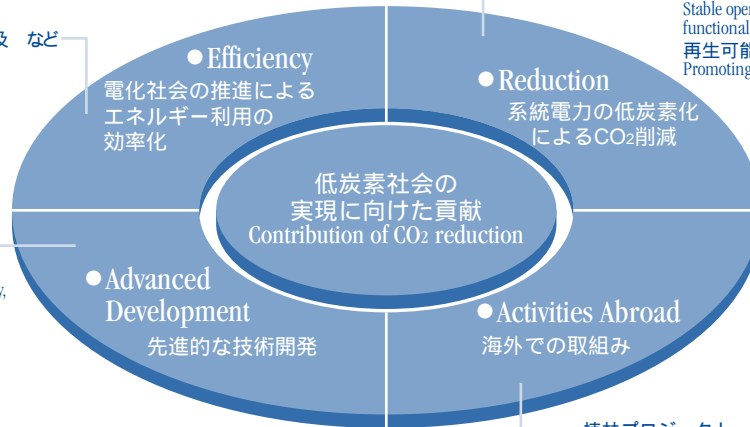 Stable oper
functional
再生可能
Promoting
及 など
● Efficiency
電化社会の推進による
エネルギー利用の
効率化
● Reduction
系統電力の低炭素化
によるCO2削減
低炭素社会の
実現に向けた貢献
Contribution of CO2 reduction
● Advanced
Development
先進的な技術開発
● Activities Abroad
海外での取組み